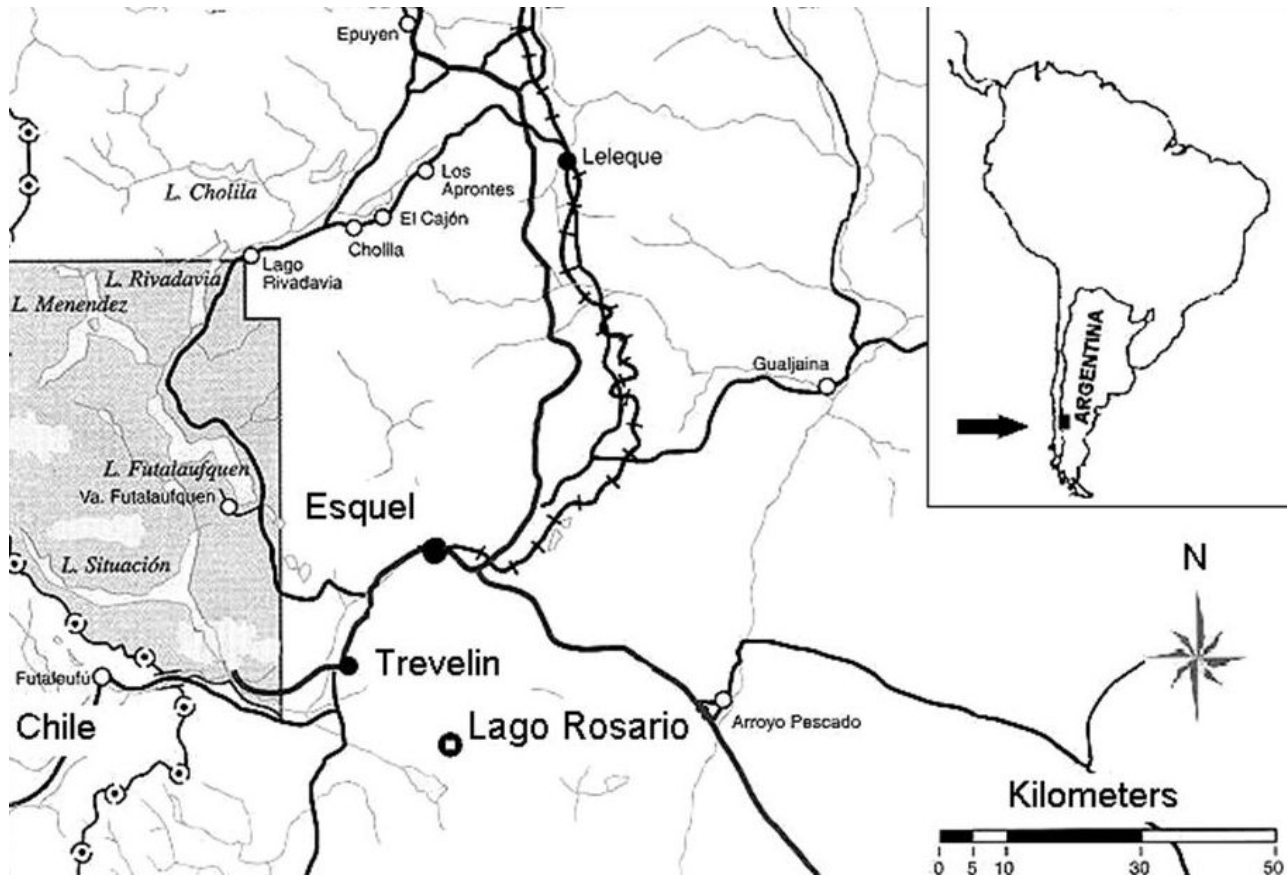 Epuyen
Leleque
Los
Aprontes
L. Cholila
El Cajón
Cholila
Lago
Rivadavia
L. Rivadavia
L. Menendez
Gualjaina
ARGENTINA
L. Futalaufquen
Va. Futalaufquen
Esquel
L. Situación
N
Trevelin
Futaleufú
Chile
Lago Rosario
Arroyo Pescado
Kilometers
0 5 10 30 50